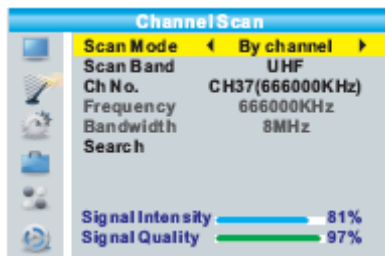 Channel Scan
Scan Mode By channel
Scan Band UHF
Ch No. CH37(666000KHz)
Frequency 666000KHz
Bandwidth 8MHz
Search
Signal Intensity 81%
Signal Quality 97%